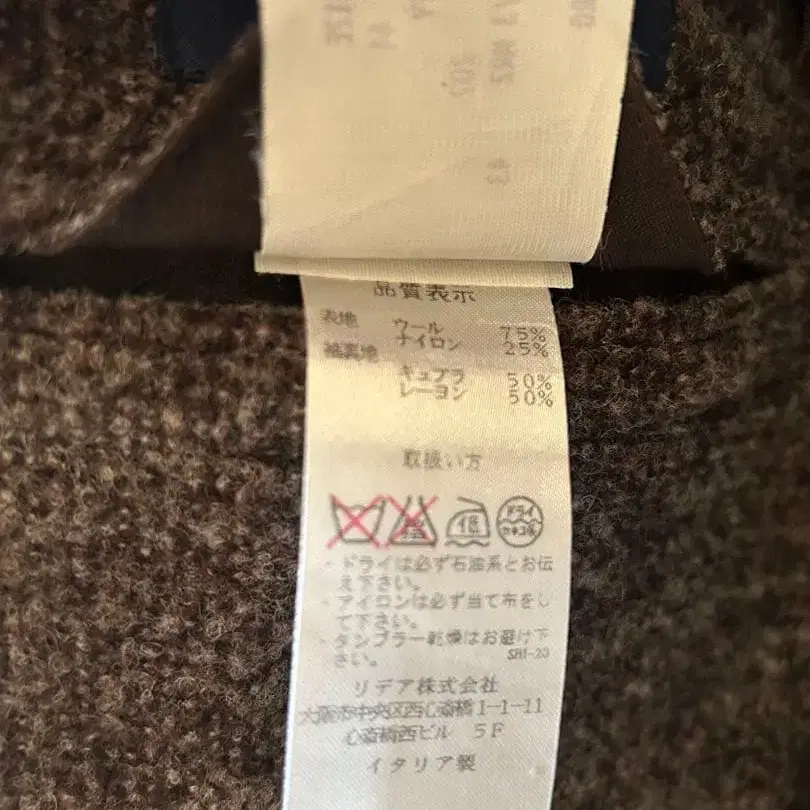 品質表示
表地 ウール 75%
ナイロン 25%
袖裏地 キュプラ 50%
レーヨン 50%
取扱い方
ドライ
・ドライは必ず石油系とお伝
え下さい。
・アイロンは必ず当て布をし
て下さい。
・タンブラー乾燥はお避け下
さい。 SH1-23
リデア株式会社
大阪市中央区西心斎橋1-1-11
心斎橋西ビル 5F
イタリア製